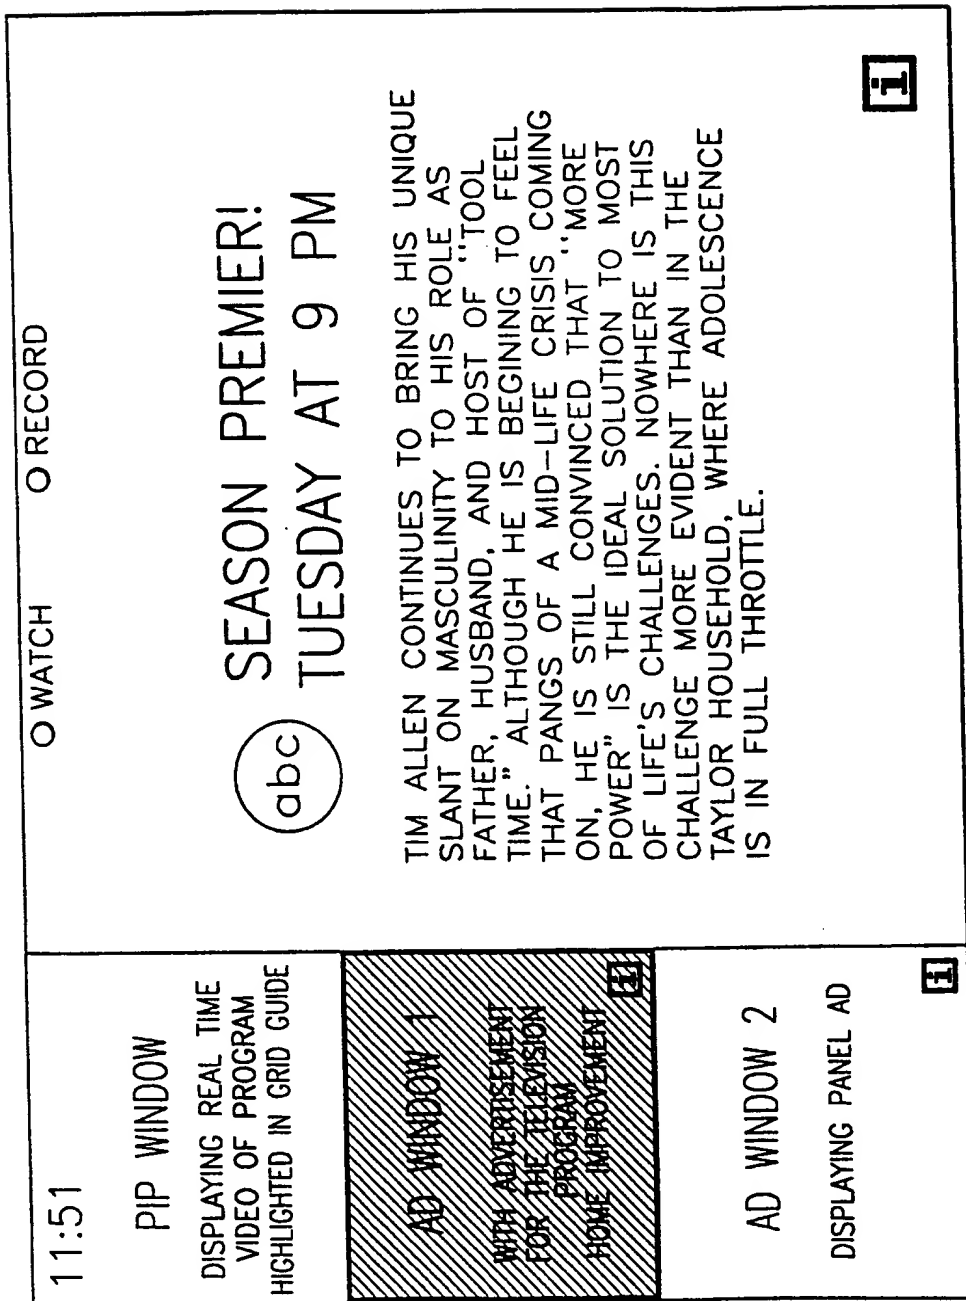 11:51
PIP WINDOW
DISPLAYING REAL TIME
VIDEO OF PROGRAM
HIGHLIGHTED IN GRID GUIDE
AD WINDOW 1
WITH ADVERTISEMENT
FOR THE TELEVISION
PROGRAM
HOME IMPROVEMENT
i
AD WINDOW 2
DISPLAYING PANEL AD
i
O WATCH O RECORD
abc
SEASON PREMIER!
TUESDAY AT 9 PM
TIM ALLEN CONTINUES TO BRING HIS UNIQUE
SLANT ON MASCULINITY TO HIS ROLE AS
FATHER, HUSBAND, AND HOST OF ''TOOL
TIME." ALTHOUGH HE IS BEGINING TO FEEL
THAT PANGS OF A MID-LIFE CRISIS COMING
ON, HE IS STILL CONVINCED THAT ''MORE
POWER" IS THE IDEAL SOLUTION TO MOST
OF LIFE'S CHALLENGES. NOWHERE IS THIS
CHALLENGE MORE EVIDENT THAN IN THE
TAYLOR HOUSEHOLD, WHERE ADOLESCENCE
IS IN FULL THROTTLE.
i